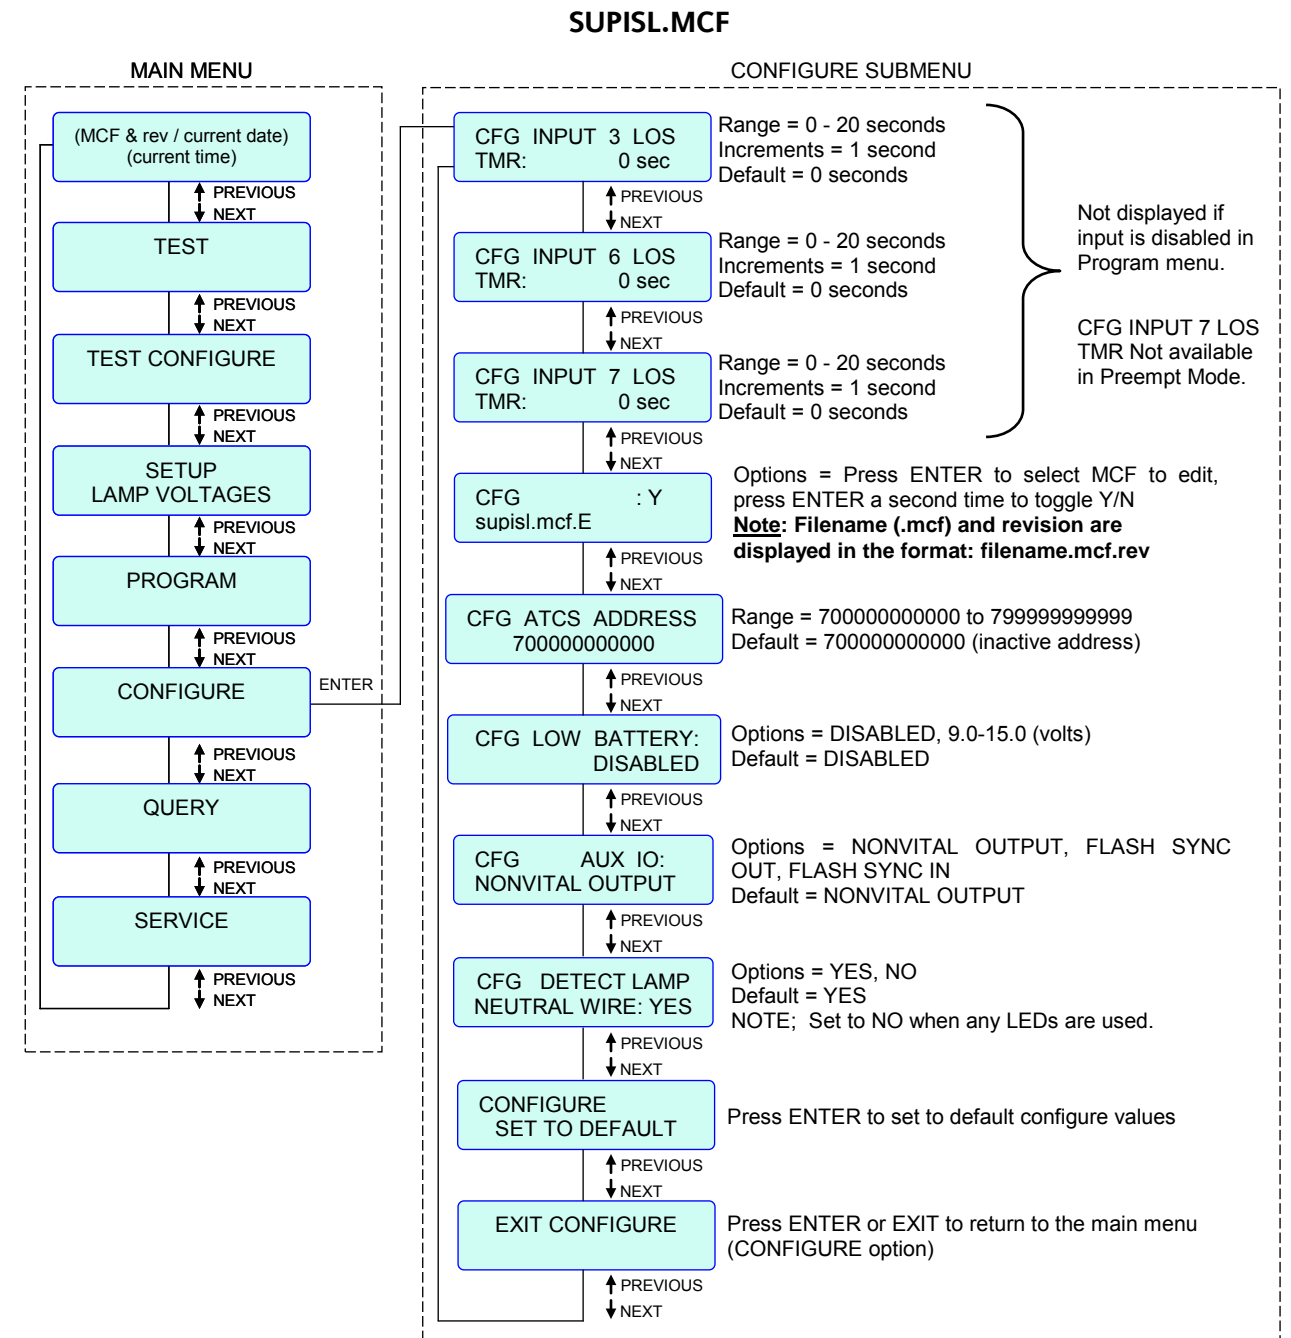 SUPISL.MCF
MAIN MENU
(MCF & rev / current date)
(current time)
PREVIOUS
NEXT
TEST
PREVIOUS
NEXT
TEST CONFIGURE
PREVIOUS
NEXT
SETUP
LAMP VOLTAGES
PREVIOUS
NEXT
PROGRAM
PREVIOUS
NEXT
CONFIGURE
ENTER
PREVIOUS
NEXT
QUERY
PREVIOUS
NEXT
SERVICE
PREVIOUS
NEXT
CONFIGURE SUBMENU
CFG INPUT 3 LOS
TMR: 0 sec
Range = 0 - 20 seconds
Increments = 1 second
Default = 0 seconds
PREVIOUS
NEXT
CFG INPUT 6 LOS
TMR: 0 sec
Range = 0 - 20 seconds
Increments = 1 second
Default = 0 seconds
PREVIOUS
NEXT
CFG INPUT 7 LOS
TMR: 0 sec
Range = 0 - 20 seconds
Increments = 1 second
Default = 0 seconds
Not displayed if
input is disabled in
Program menu.
CFG INPUT 7 LOS
TMR Not available
in Preempt Mode.
PREVIOUS
NEXT
CFG : Y
supisl.mcf.E
Options = Press ENTER to select MCF to edit,
press ENTER a second time to toggle Y/N
Note: Filename (.mcf) and revision are
displayed in the format: filename.mcf.rev
PREVIOUS
NEXT
CFG ATCS ADDRESS
700000000000
Range = 700000000000 to 799999999999
Default = 700000000000 (inactive address)
PREVIOUS
NEXT
CFG LOW BATTERY:
DISABLED
Options = DISABLED, 9.0-15.0 (volts)
Default = DISABLED
PREVIOUS
NEXT
CFG AUX IO:
NONVITAL OUTPUT
Options = NONVITAL OUTPUT, FLASH SYNC
OUT, FLASH SYNC IN
Default = NONVITAL OUTPUT
PREVIOUS
NEXT
CFG DETECT LAMP
NEUTRAL WIRE: YES
Options = YES, NO
Default = YES
NOTE; Set to NO when any LEDs are used.
PREVIOUS
NEXT
CONFIGURE
SET TO DEFAULT
Press ENTER to set to default configure values
PREVIOUS
NEXT
EXIT CONFIGURE
Press ENTER or EXIT to return to the main menu
(CONFIGURE option)
PREVIOUS
NEXT